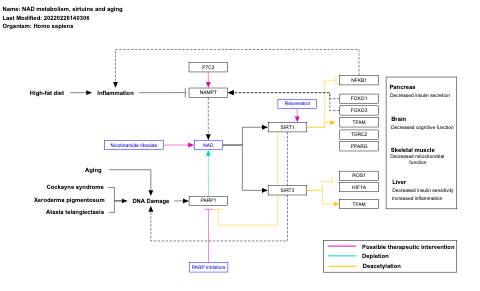 Name: NAD metabolism, sirtuins and aging
Last Modified: 20220226140306
Organism: Homo sapiens
P7C3
NFKB1
High-fat diet
Inflammation
NAMPT
FOXO1
Resveratrol
FOXO3
SIRT1
TFAM
TORC2
PPARG
Nicotinamide riboside
NAD
Pancreas
Decreased insulin secretion
Brain
Decreased cognitive function
Skeletal muscle
Decreased mitochondrial
function
Liver
Decreased insulin sensitivity
Increased inflammation
Aging
ROS1
HIF1A
SIRT3
TFAM
Cockayne syndrome
Xeroderma pigmentosum
Ataxia telangiectasia
DNA Damage
PARP1
PARP inhibitors
Possible therapeutic intervention
Depletion
Deacetylation